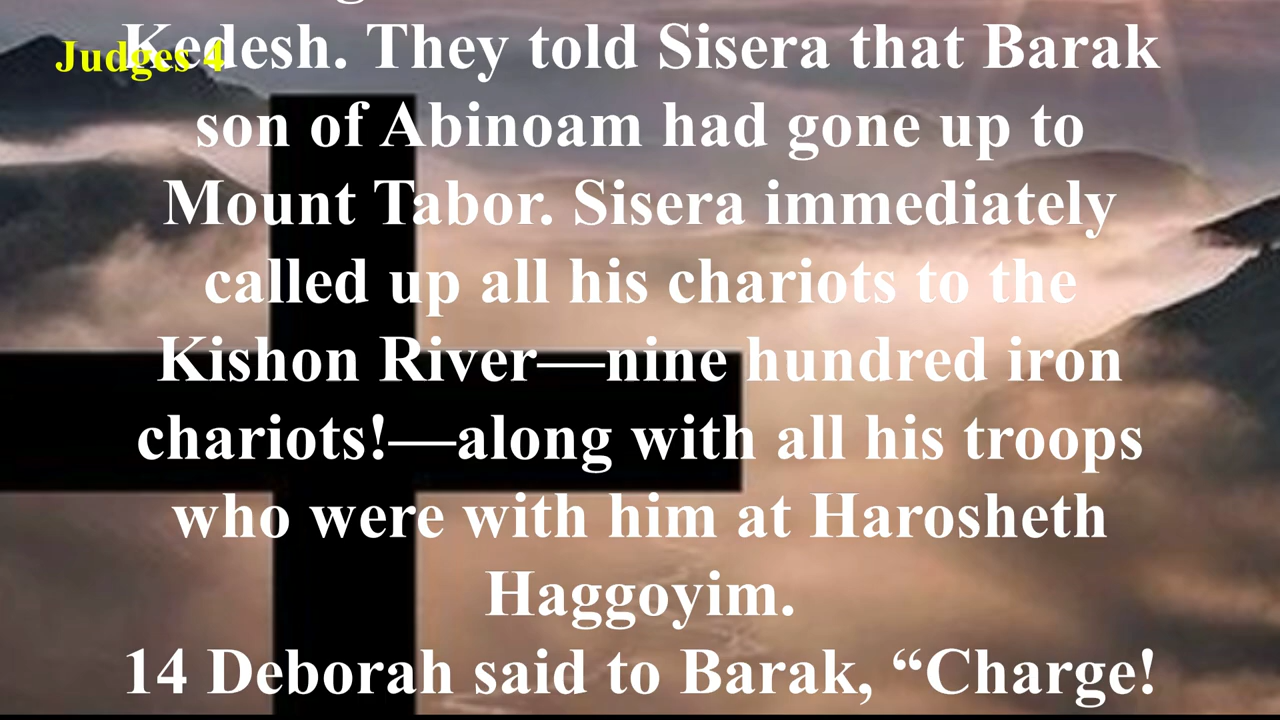 Judges 4
Kedesh. They told Sisera that Barak
son of Abinoam had gone up to
Mount Tabor. Sisera immediately
called up all his chariots to the
Kishon River—nine hundred iron
chariots!—along with all his troops
who were with him at Harosheth
Haggoyim.
14 Deborah said to Barak, “Charge!